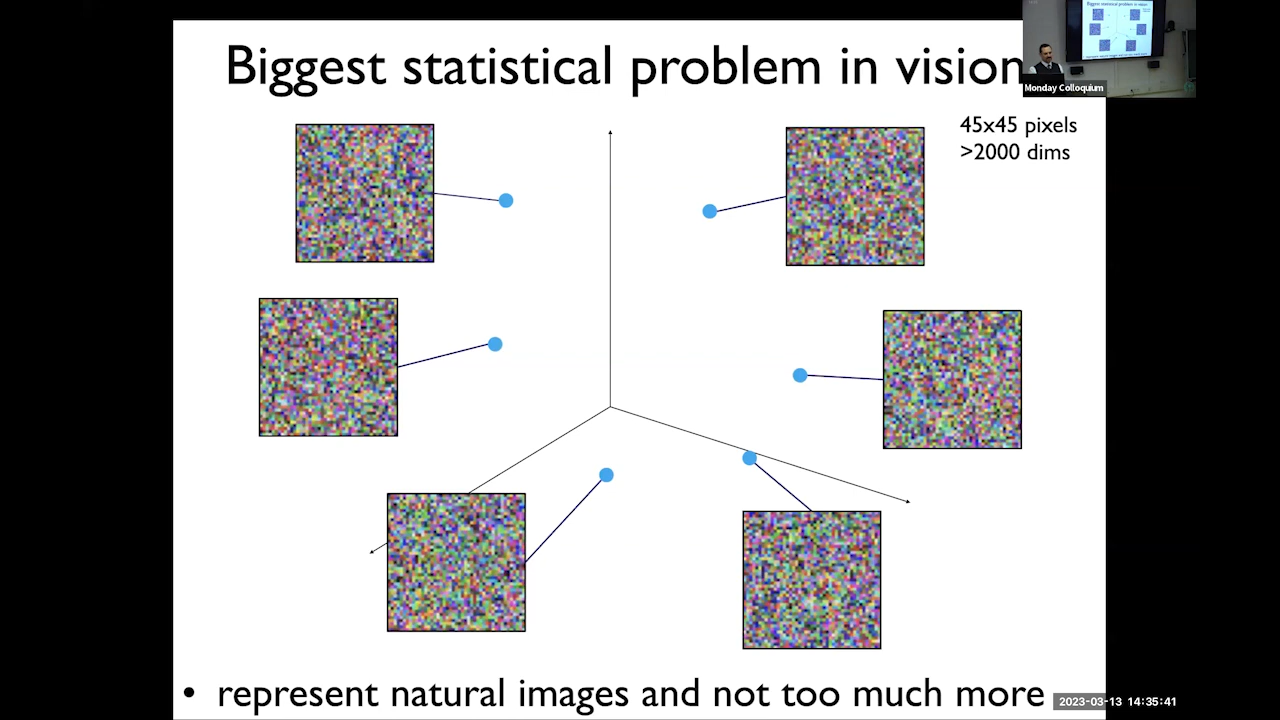 Biggest statistical problem in vision
Monday Colloquium
45x45 pixels
>2000 dims
• represent natural images and not too much more
2023-03-13 14:35:41